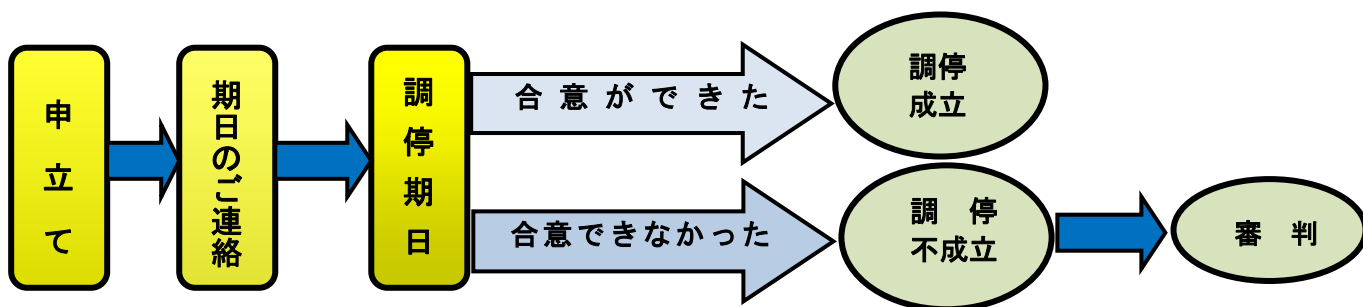 申立て
期日のご連絡
調停期日
合意ができた
調停
成立
合意できなかった
調　停
不成立
審　判